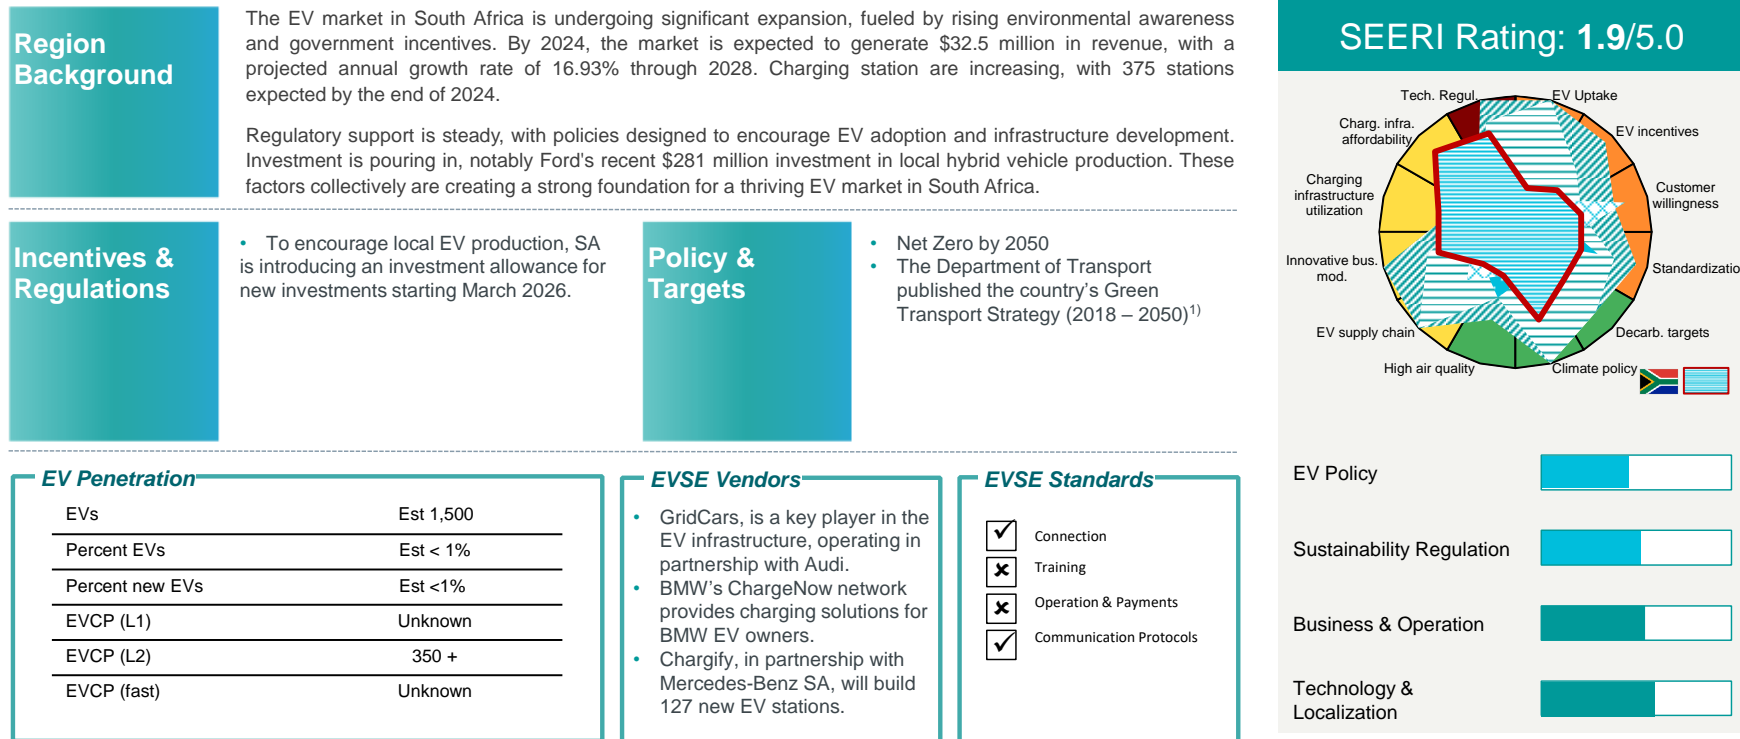 Region
Background
The EV market in South Africa is undergoing significant expansion, fueled by rising environmental awareness
and government incentives. By 2024, the market is expected to generate $32.5 million in revenue, with a
projected annual growth rate of 16.93% through 2028. Charging station are increasing, with 375 stations
expected by the end of 2024.
Regulatory support is steady, with policies designed to encourage EV adoption and infrastructure development.
Investment is pouring in, notably Ford's recent $281 million investment in local hybrid vehicle production. These
factors collectively are creating a strong foundation for a thriving EV market in South Africa.
Incentives &
Regulations
• To encourage local EV production, SA
is introducing an investment allowance for
new investments starting March 2026.
Policy &
Targets
• Net Zero by 2050
• The Department of Transport
published the country's Green
Transport Strategy (2018 – 2050)1)
EV Penetration
EVs Est 1,500
Percent EVs Est < 1%
Percent new EVs Est <1%
EVCP (L1) Unknown
EVCP (L2) 350 +
EVCP (fast) Unknown
EVSE Vendors
• GridCars, is a key player in the
EV infrastructure, operating in
partnership with Audi.
• BMW's ChargeNow network
provides charging solutions for
BMW EV owners.
• Chargify, in partnership with
Mercedes-Benz SA, will build
127 new EV stations.
EVSE Standards
Connection
Training
Operation & Payments
Communication Protocols
SEERI Rating: 1.9/5.0
Tech. Regul.
EV Uptake
Charg. infra.
affordability
EV incentives
Charging
infrastructure
utilization
Customer
willingness
Innovative bus.
mod.
Standardizatio
EV supply chain
Decarb. targets
High air quality
Climate policy
EV Policy
Sustainability Regulation
Business & Operation
Technology &
Localization